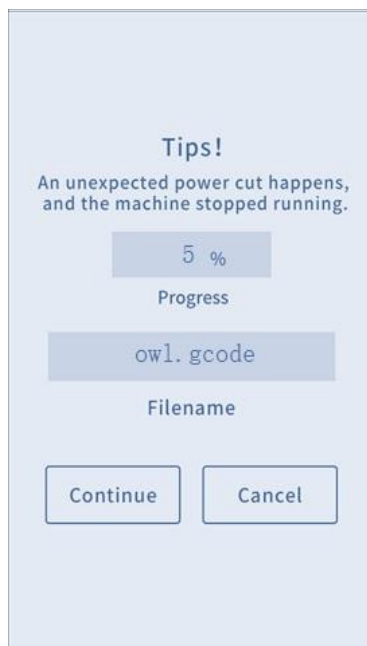 Tips!
An unexpected power cut happens,
and the machine stopped running.
5 %
Progress
owl.gcode
Filename
Continue Cancel